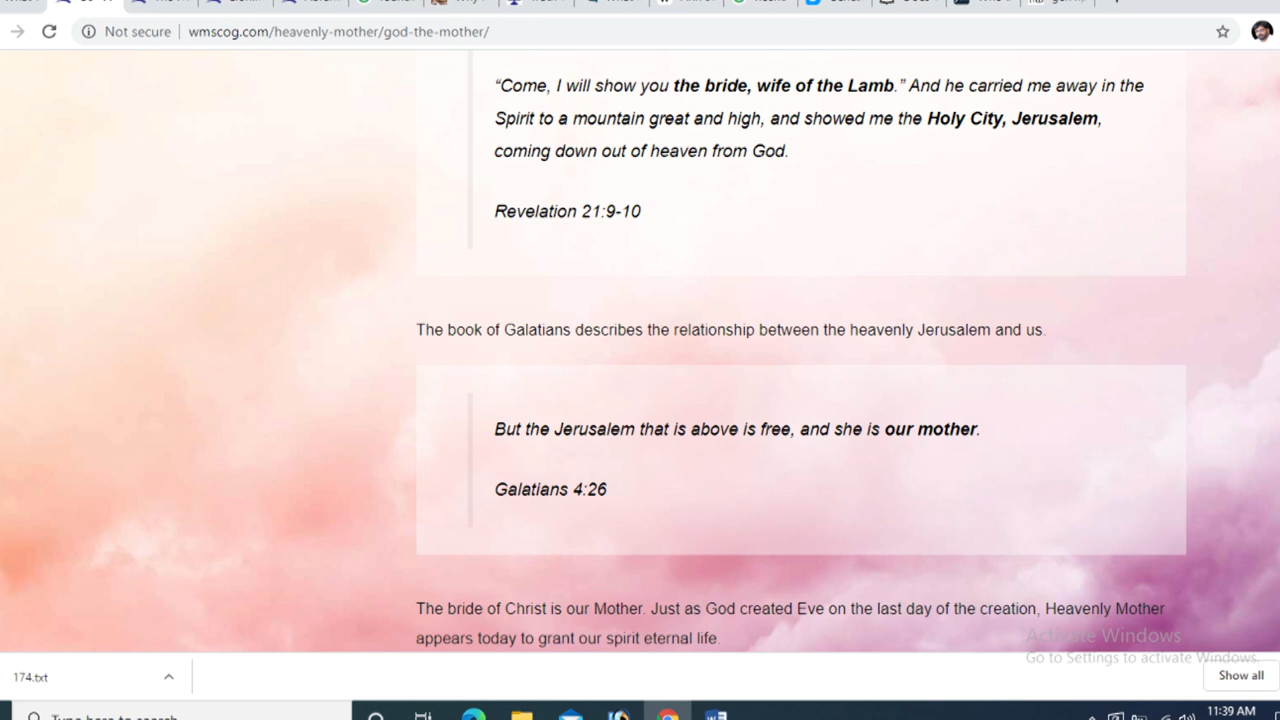 Not secure
wmscog.com/heavenly-mother/god-the-mother/
“Come, I will show you the bride, wife of the Lamb.” And he carried me away in the
Spirit to a mountain great and high, and showed me the Holy City, Jerusalem,
coming down out of heaven from God.
Revelation 21:9-10
The book of Galatians describes the relationship between the heavenly Jerusalem and us.
But the Jerusalem that is above is free, and she is our mother.
Galatians 4:26
The bride of Christ is our Mother. Just as God created Eve on the last day of the creation, Heavenly Mother
appears today to grant our spirit eternal life.
Activate Windows
Go to Settings to activate Windows.
174.txt
Show all
Type here to search
11:39 AM